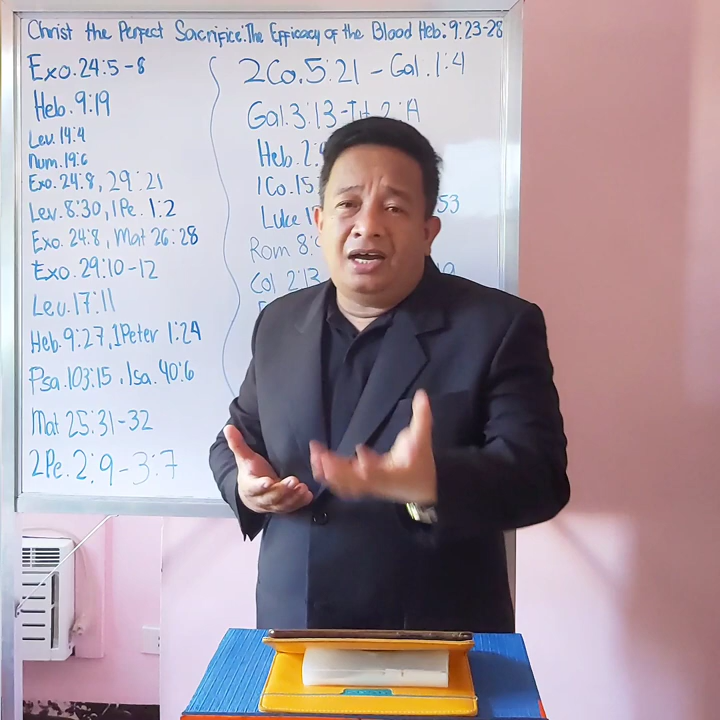 Christ the Perfect Sacrifice: The Efficacy of the Blood Heb: 9:23-28
Exo. 24:5-8
Heb. 9:19
Lev. 14:4
Num. 19:6
Exo. 24:8, 29:21
Lev. 8:30, 1Pe. 1:2
Exo. 24:8, Mat 26:28
Exo. 29:10-12
Lev. 17:11
Heb. 9:27, 1Peter 1:24
Psa. 103:15, Isa. 40:6
Mat 25:31-32
2Pe. 2:9-3:7
2Co. 5:21 - Gal. 1:4
Gal. 3:13
Heb. 2:
1Co. 15
Luke 53
Rom 8:
Col 2:13